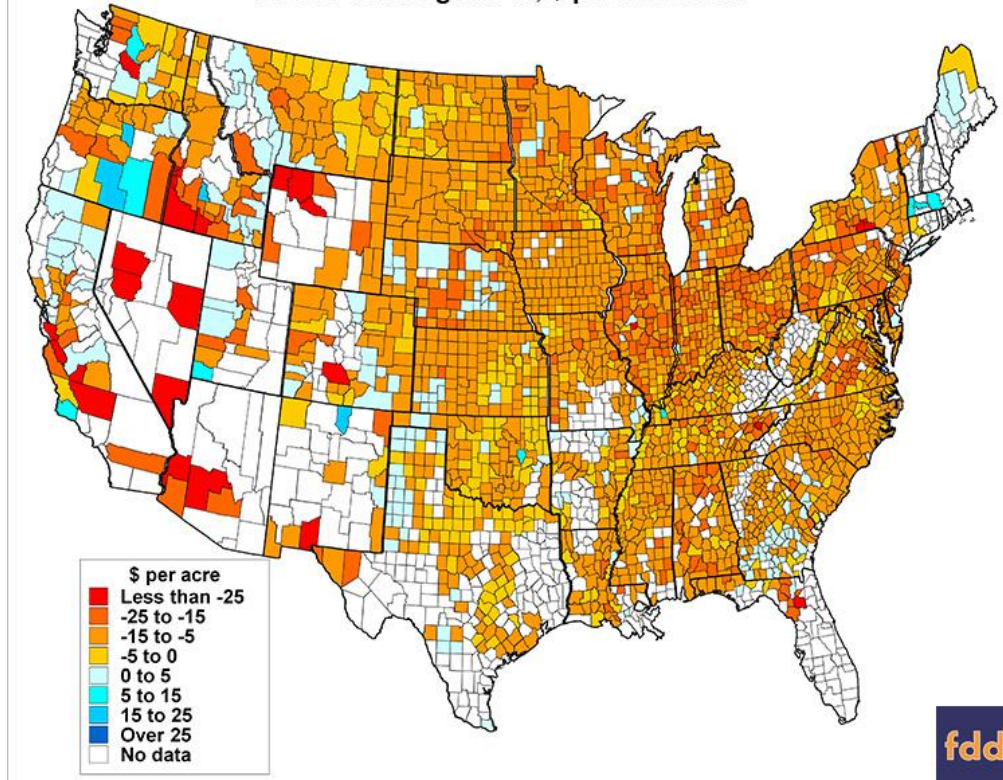 $ per acre
Less than -25
-25 to -15
-15 to -5
-5 to 0
0 to 5
5 to 15
15 to 25
Over 25
No data
fdd